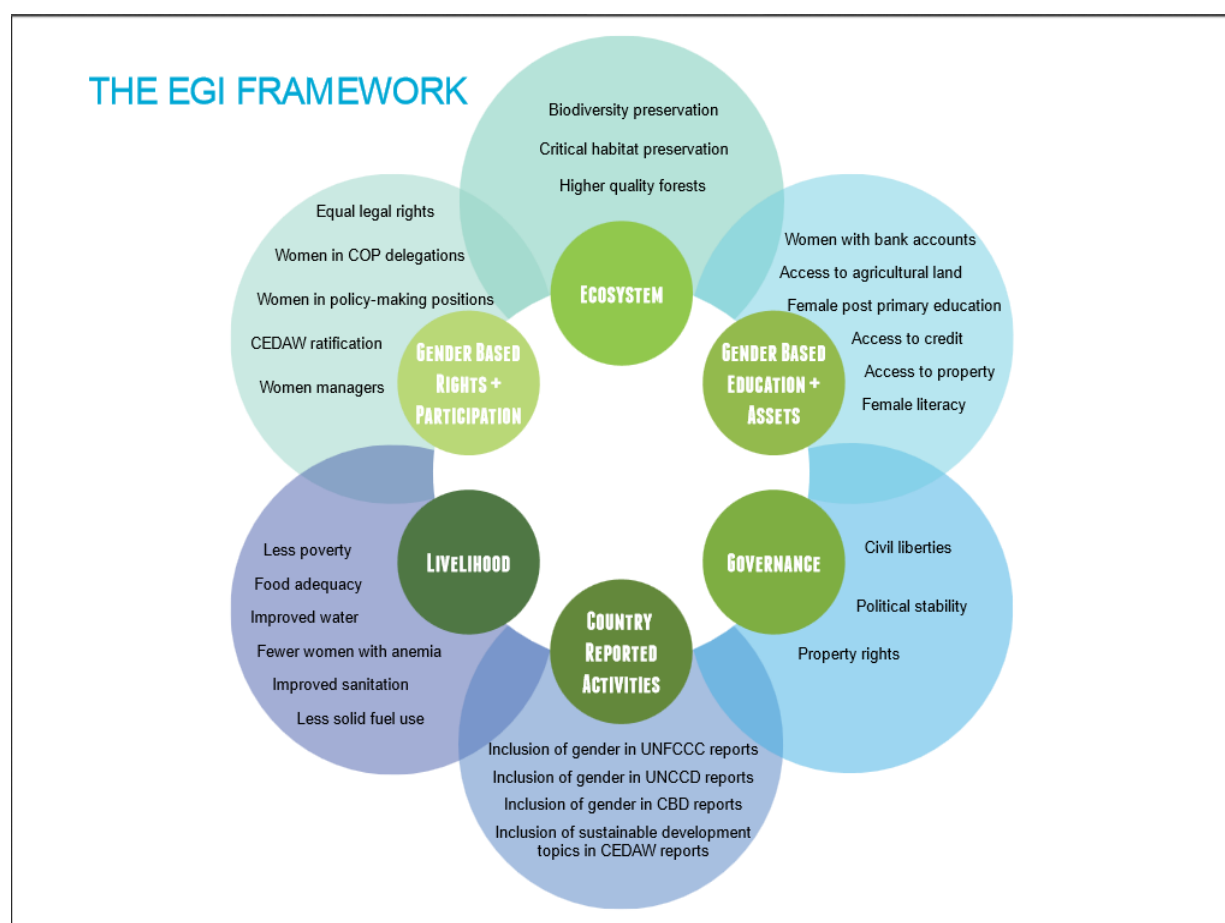 THE EGI FRAMEWORK
Biodiversity preservation
Critical habitat preservation
Higher quality forests
ECOSYSTEM
Women with bank accounts
Access to agricultural land
Female post primary education
Access to credit
Access to property
Female literacy
GENDER BASED
EDUCATION +
ASSETS
Civil liberties
Political stability
Property rights
GOVERNANCE
COUNTRY
REPORTED
ACTIVITIES
Inclusion of gender in UNFCCC reports
Inclusion of gender in UNCCD reports
Inclusion of gender in CBD reports
Inclusion of sustainable development
topics in CEDAW reports
LIVELIHOOD
Less poverty
Food adequacy
Improved water
Fewer women with anemia
Improved sanitation
Less solid fuel use
Equal legal rights
Women in COP delegations
Women in policy-making positions
CEDAW ratification
Women managers
GENDER BASED
RIGHTS +
PARTICIPATION